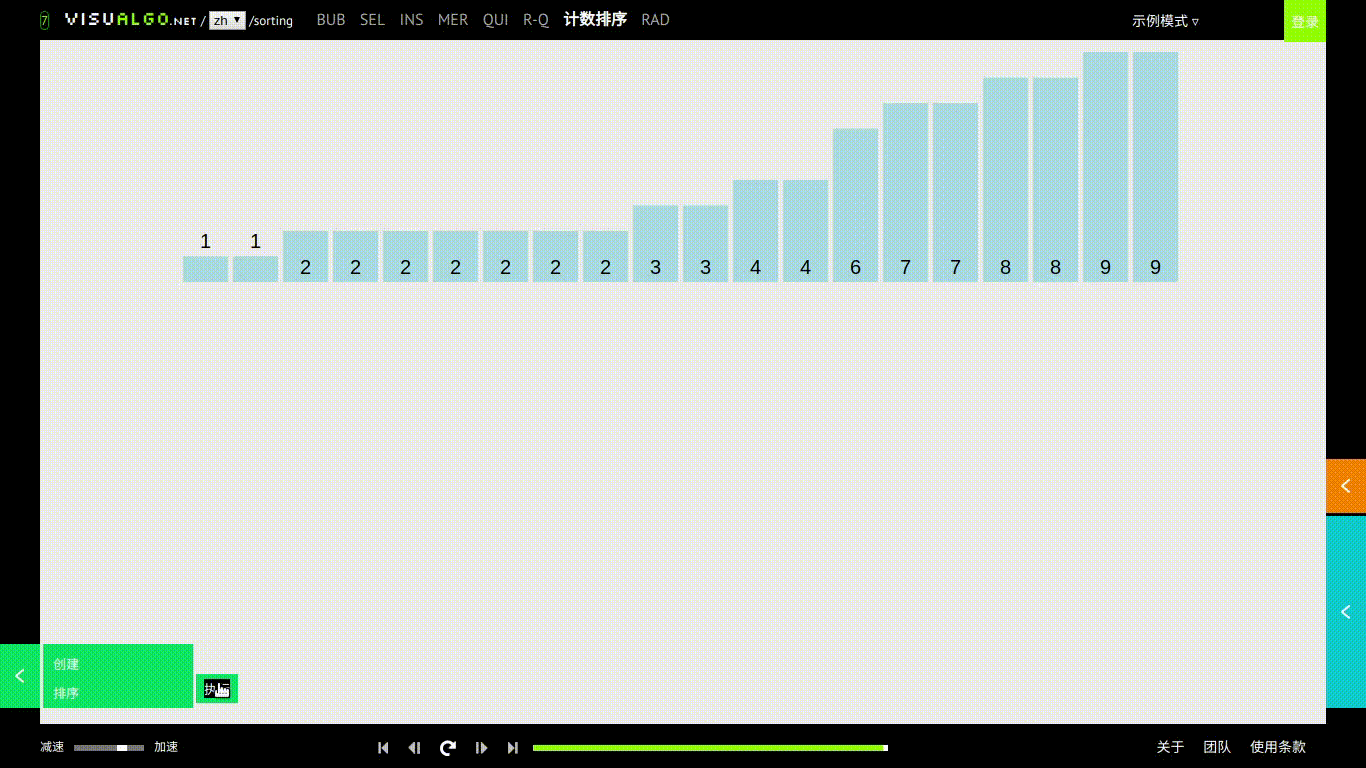 7 VISUALGO.NET / zh ▼ /sorting BUB SEL INS MER QUI R-Q 计数排序 RAD 示例模式 ▿ 登录
1 1 2 2 2 2 2 2 2 3 3 4 4 6 7 7 8 8 9 9
创建
排序
减速 加速 关于 团队 使用条款